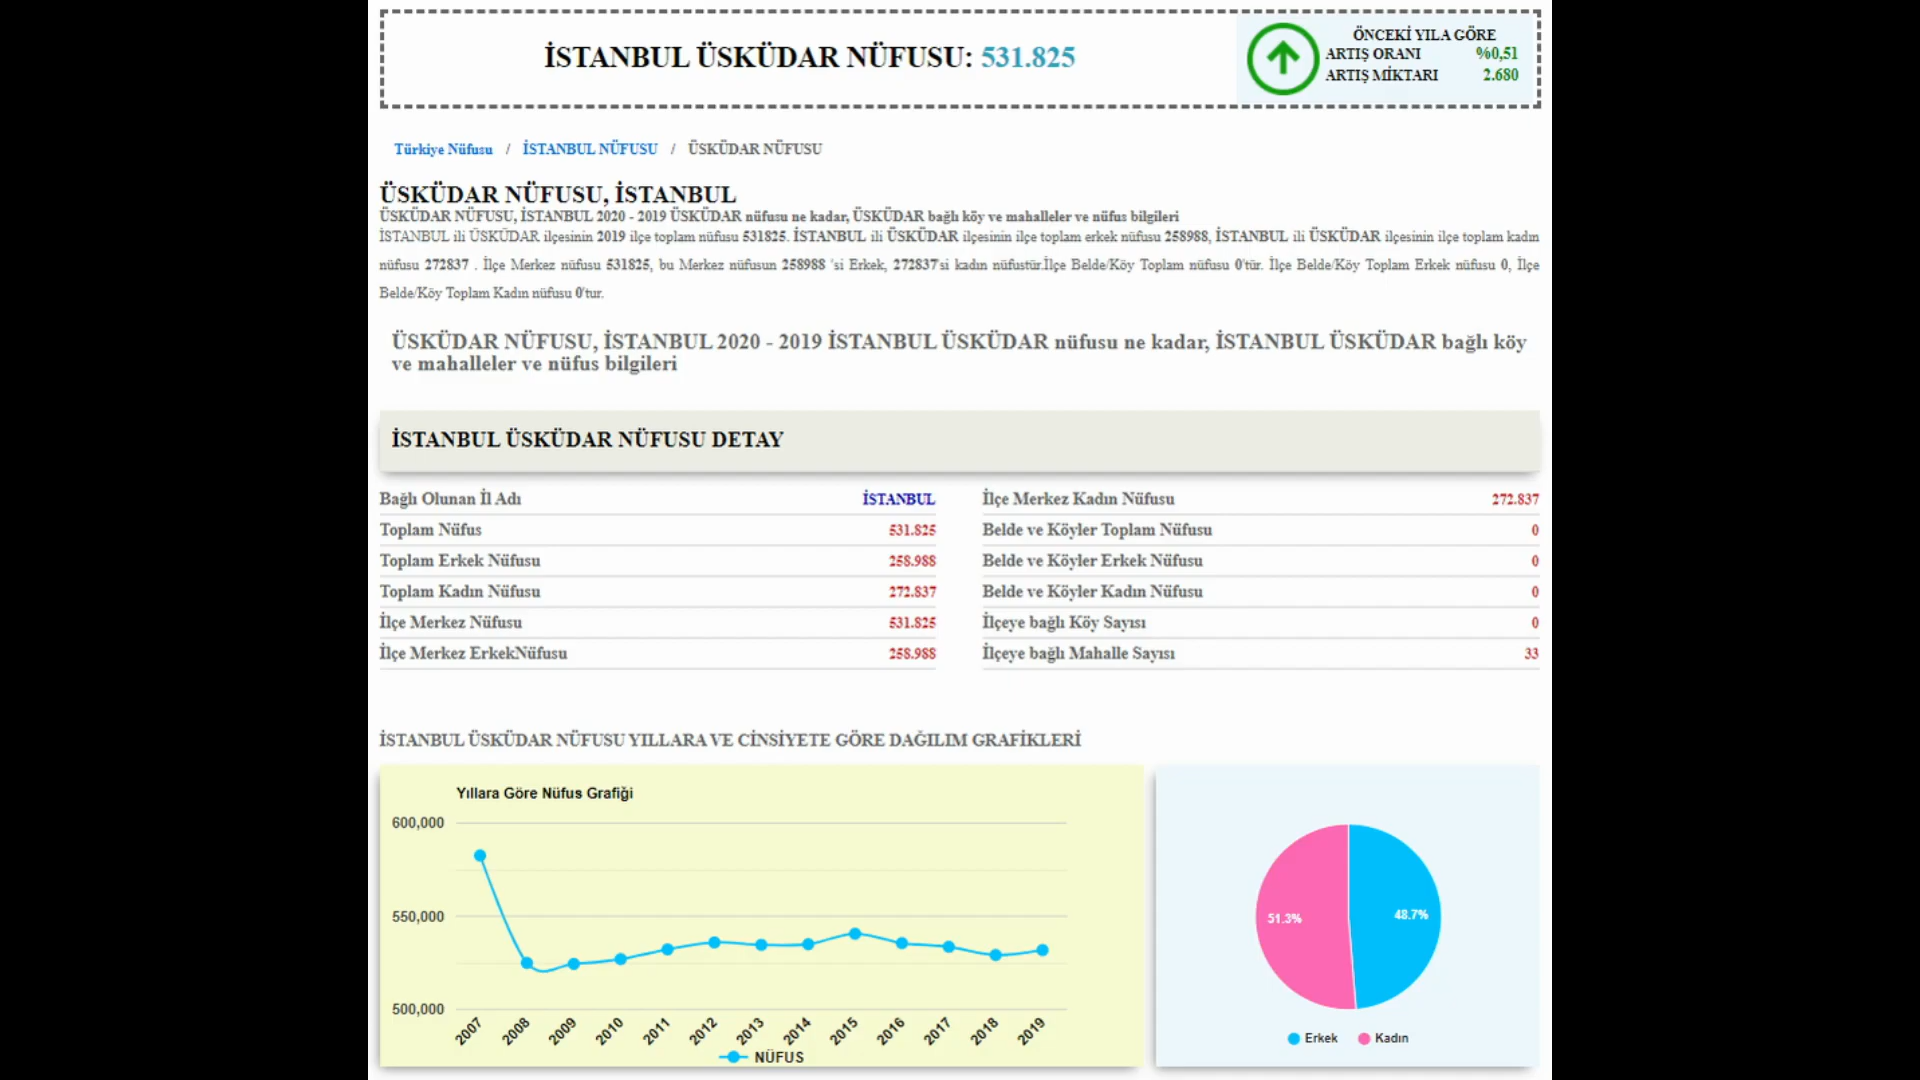 İSTANBUL ÜSKÜDAR NÜFUSU: 531.825
ÖNCEKİ YILA GÖRE
ARTIŞ ORANI %0,51
ARTIŞ MİKTARI 2.680
Türkiye Nüfusu / İSTANBUL NÜFUSU / ÜSKÜDAR NÜFUSU
ÜSKÜDAR NÜFUSU, İSTANBUL
ÜSKÜDAR NÜFUSU, İSTANBUL 2020 - 2019 ÜSKÜDAR nüfusu ne kadar, ÜSKÜDAR bağlı köy ve mahalleler ve nüfus bilgileri
İSTANBUL ili ÜSKÜDAR ilçesinin 2019 ilçe toplam nüfusu 531825. İSTANBUL ili ÜSKÜDAR ilçesinin ilçe toplam erkek nüfusu 258988, İSTANBUL ili ÜSKÜDAR ilçesinin ilçe toplam kadın
nüfusu 272837 . İlçe Merkez nüfusu 531825, bu Merkez nüfusun 258988 'si Erkek, 272837'si kadın nüfustür.İlçe Belde/Köy Toplam nüfusu 0'tür. İlçe Belde/Köy Toplam Erkek nüfusu 0, İlçe
Belde/Köy Toplam Kadın nüfusu 0'tur.
ÜSKÜDAR NÜFUSU, İSTANBUL 2020 - 2019 İSTANBUL ÜSKÜDAR nüfusu ne kadar, İSTANBUL ÜSKÜDAR bağlı köy
ve mahalleler ve nüfus bilgileri
İSTANBUL ÜSKÜDAR NÜFUSU DETAY
Bağlı Olunan İl Adı İSTANBUL
Toplam Nüfus 531.825
Toplam Erkek Nüfusu 258.988
Toplam Kadın Nüfusu 272.837
İlçe Merkez Nüfusu 531.825
İlçe Merkez ErkekNüfusu 258.988
İlçe Merkez Kadın Nüfusu 272.837
Belde ve Köyler Toplam Nüfusu 0
Belde ve Köyler Erkek Nüfusu 0
Belde ve Köyler Kadın Nüfusu 0
İlçeye bağlı Köy Sayısı 0
İlçeye bağlı Mahalle Sayısı 33
İSTANBUL ÜSKÜDAR NÜFUSU YILLARA VE CİNSİYETE GÖRE DAĞILIM GRAFİKLERİ
Yıllara Göre Nüfus Grafiği
600,000
550,000
500,000
2007 2008 2009 2010 2011 2012 2013 2014 2015 2016 2017 2018 2019
NÜFUS
51.3% 48.7%
Erkek Kadın